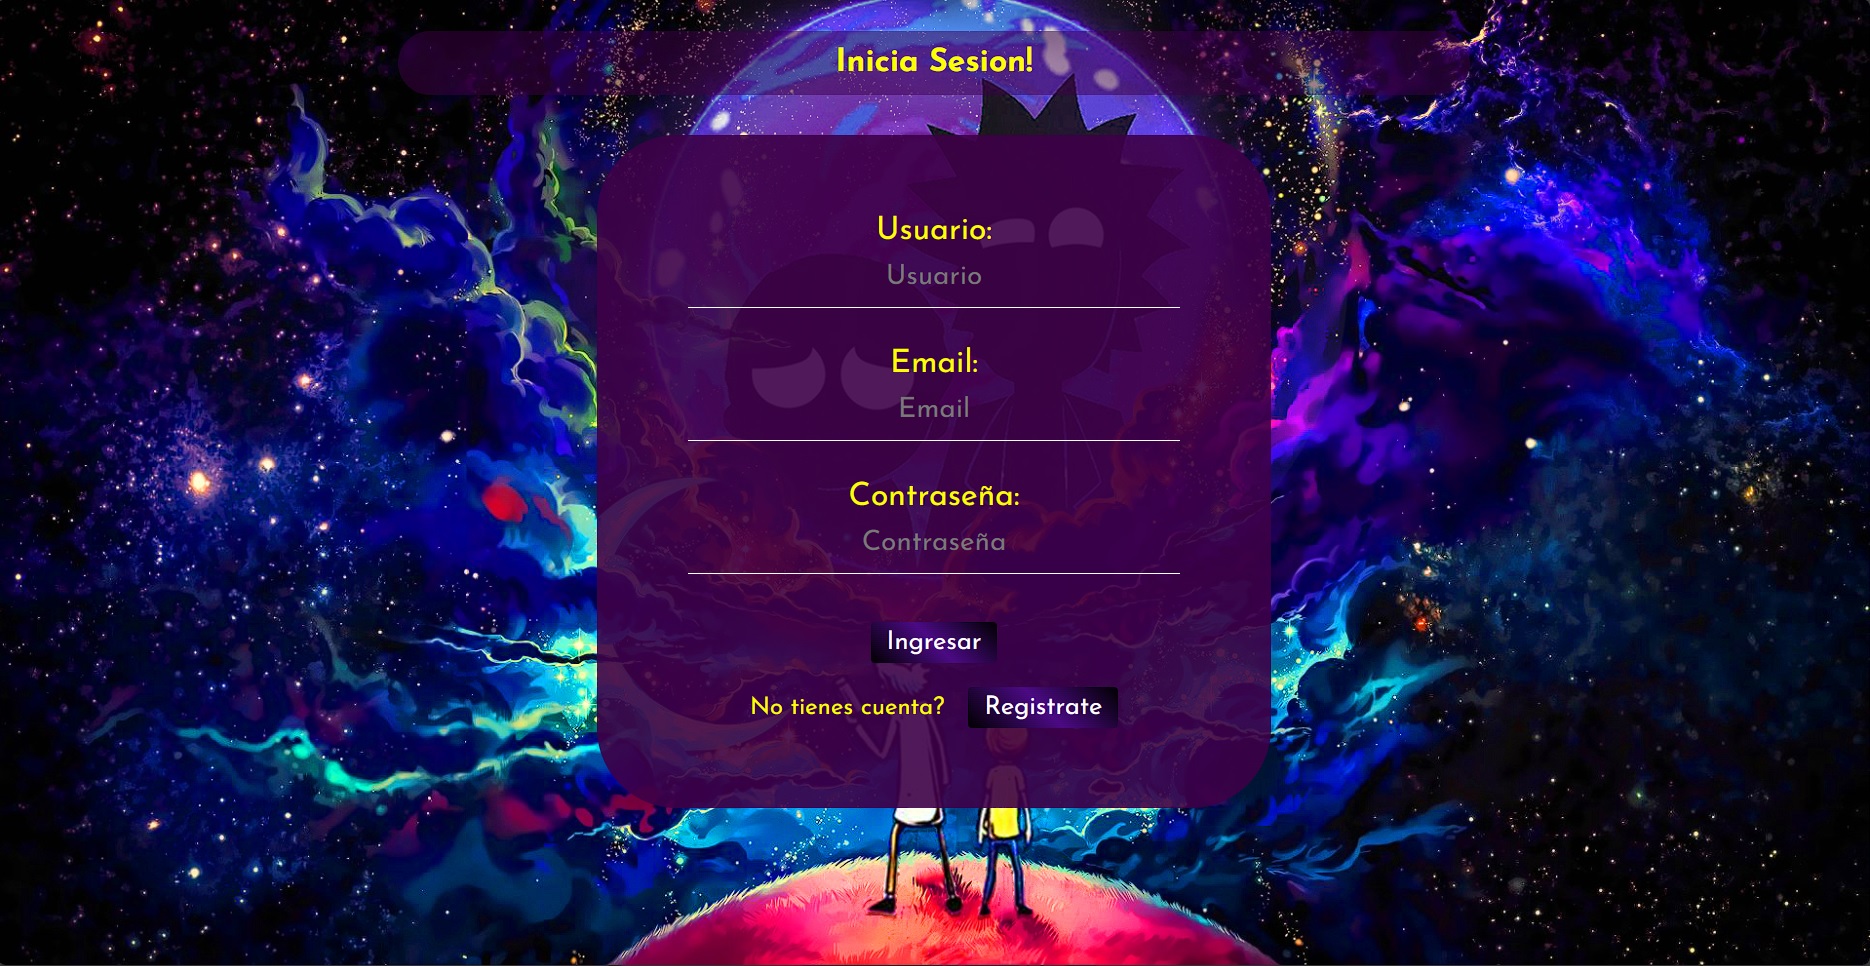 Inicia Sesion!
Usuario:
Usuario
Email:
Email
Contraseña:
Contraseña
Ingresar
No tienes cuenta? Registrate